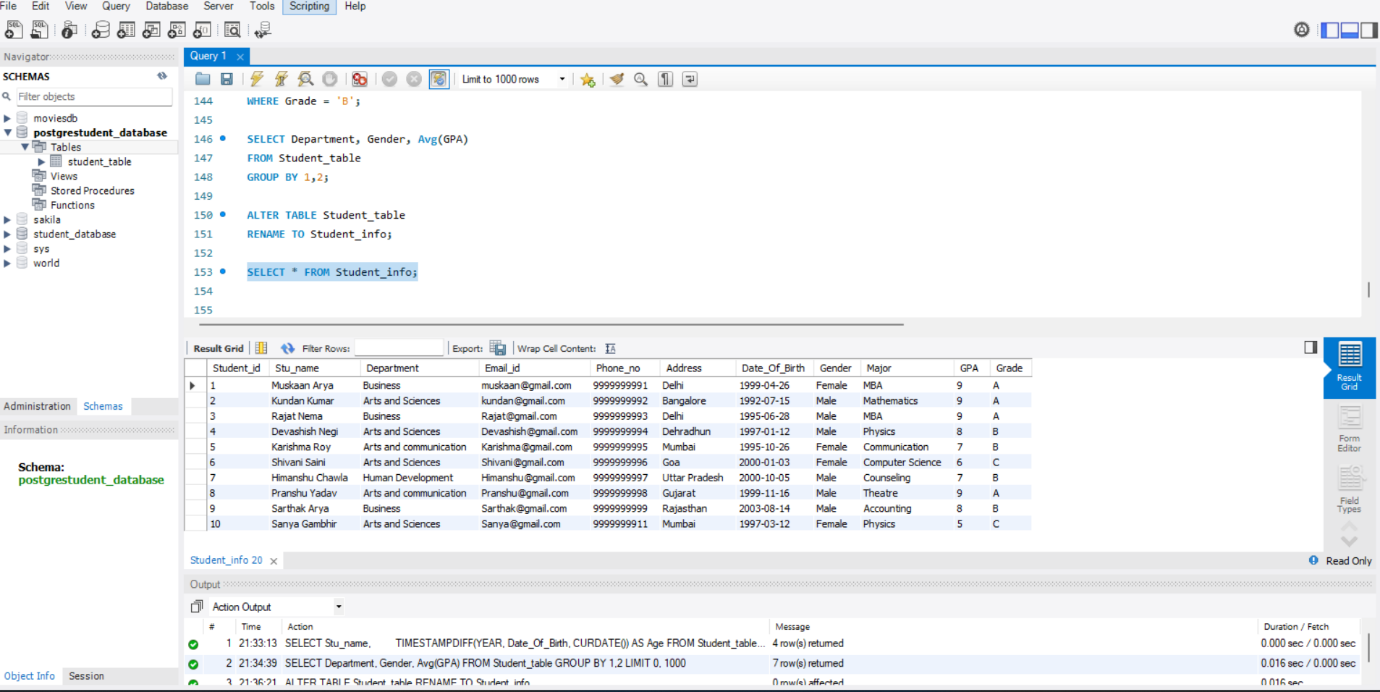 File Edit View Query Database Server Tools Scripting Help
Navigator
Query 1
SCHEMAS
Filter objects
moviesdb
postgrestudent_database
Tables
student_table
Views
Stored Procedures
Functions
sakila
student_database
sys
world
Administration Schemas
Information
Schema:
postgrestudent_database
Object Info Session
Limit to 1000 rows
144 WHERE Grade = 'B';
145
146 SELECT Department, Gender, Avg(GPA)
147 FROM Student_table
148 GROUP BY 1,2;
149
150 ALTER TABLE Student_table
151 RENAME TO Student_info;
152
153 SELECT * FROM Student_info;
154
155
Result Grid Filter Rows: Export: Wrap Cell Content: IA
Student_id Stu_name Department Email_id Phone_no Address Date_Of_Birth Gender Major GPA Grade
1 Muskaan Arya Business muskaan@gmail.com 9999999991 Delhi 1999-04-26 Female MBA 9 A
2 Kundan Kumar Arts and Sciences kundan@gmail.com 9999999992 Bangalore 1992-07-15 Male Mathematics 9 A
3 Rajat Nema Business Rajat@gmail.com 9999999993 Delhi 1995-06-28 Male MBA 9 A
4 Devashish Negi Arts and Sciences Devashish@gmail.com 9999999994 Dehradhun 1997-01-12 Male Physics 8 B
5 Karishma Roy Arts and communication Karishma@gmail.com 9999999995 Mumbai 1995-10-26 Female Communication 7 B
6 Shivani Saini Arts and Sciences Shivani@gmail.com 9999999996 Goa 2000-01-03 Female Computer Science 6 C
7 Himanshu Chawla Human Development Himanshu@gmail.com 9999999997 Uttar Pradesh 2000-10-05 Male Counseling 7 B
8 Pranshu Yadav Arts and communication Pranshu@gmail.com 9999999998 Gujarat 1999-11-16 Male Theatre 9 A
9 Sarthak Arya Business Sarthak@gmail.com 9999999999 Rajasthan 2003-08-14 Male Accounting 8 B
10 Sanya Gambhir Arts and Sciences Sanya@gmail.com 9999999911 Mumbai 1997-03-12 Female Physics 5 C
Result
Grid
Form
Editor
Field
Types
Student_info 20
Read Only
Output
Action Output
# Time Action Message Duration / Fetch
1 21:33:13 SELECT Stu_name, TIMESTAMPDIFF(YEAR, Date_Of_Birth, CURDATE()) AS Age FROM Student_table... 4 row(s) returned 0.000 sec / 0.000 sec
2 21:34:39 SELECT Department, Gender, Avg(GPA) FROM Student_table GROUP BY 1,2 LIMIT 0, 1000 7 row(s) returned 0.016 sec / 0.000 sec
3 21:36:21 ALTER TABLE Student_table RENAME TO Student_info 0 row(s) affected 0.016 sec